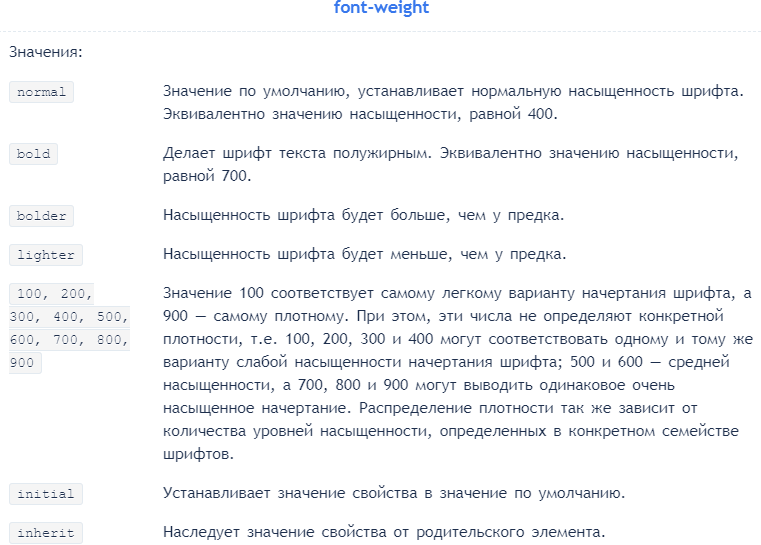 font-weight
Значения:
normal
Значение по умолчанию, устанавливает нормальную насыщенность шрифта.
Эквивалентно значению насыщенности, равной 400.
bold
Делает шрифт текста полужирным. Эквивалентно значению насыщенности,
равной 700.
bolder
Насыщенность шрифта будет больше, чем у предка.
lighter
Насыщенность шрифта будет меньше, чем у предка.
100, 200,
300, 400, 500,
600, 700, 800,
900
Значение 100 соответствует самому легкому варианту начертания шрифта, а
900 — самому плотному. При этом, эти числа не определяют конкретной
плотности, т.е. 100, 200, 300 и 400 могут соответствовать одному и тому же
варианту слабой насыщенности начертания шрифта; 500 и 600 — средней
насыщенности, а 700, 800 и 900 могут выводить одинаковое очень
насыщенное начертание. Распределение плотности так же зависит от
количества уровней насыщенности, определенных в конкретном семействе
шрифтов.
initial
Устанавливает значение свойства в значение по умолчанию.
inherit
Наследует значение свойства от родительского элемента.